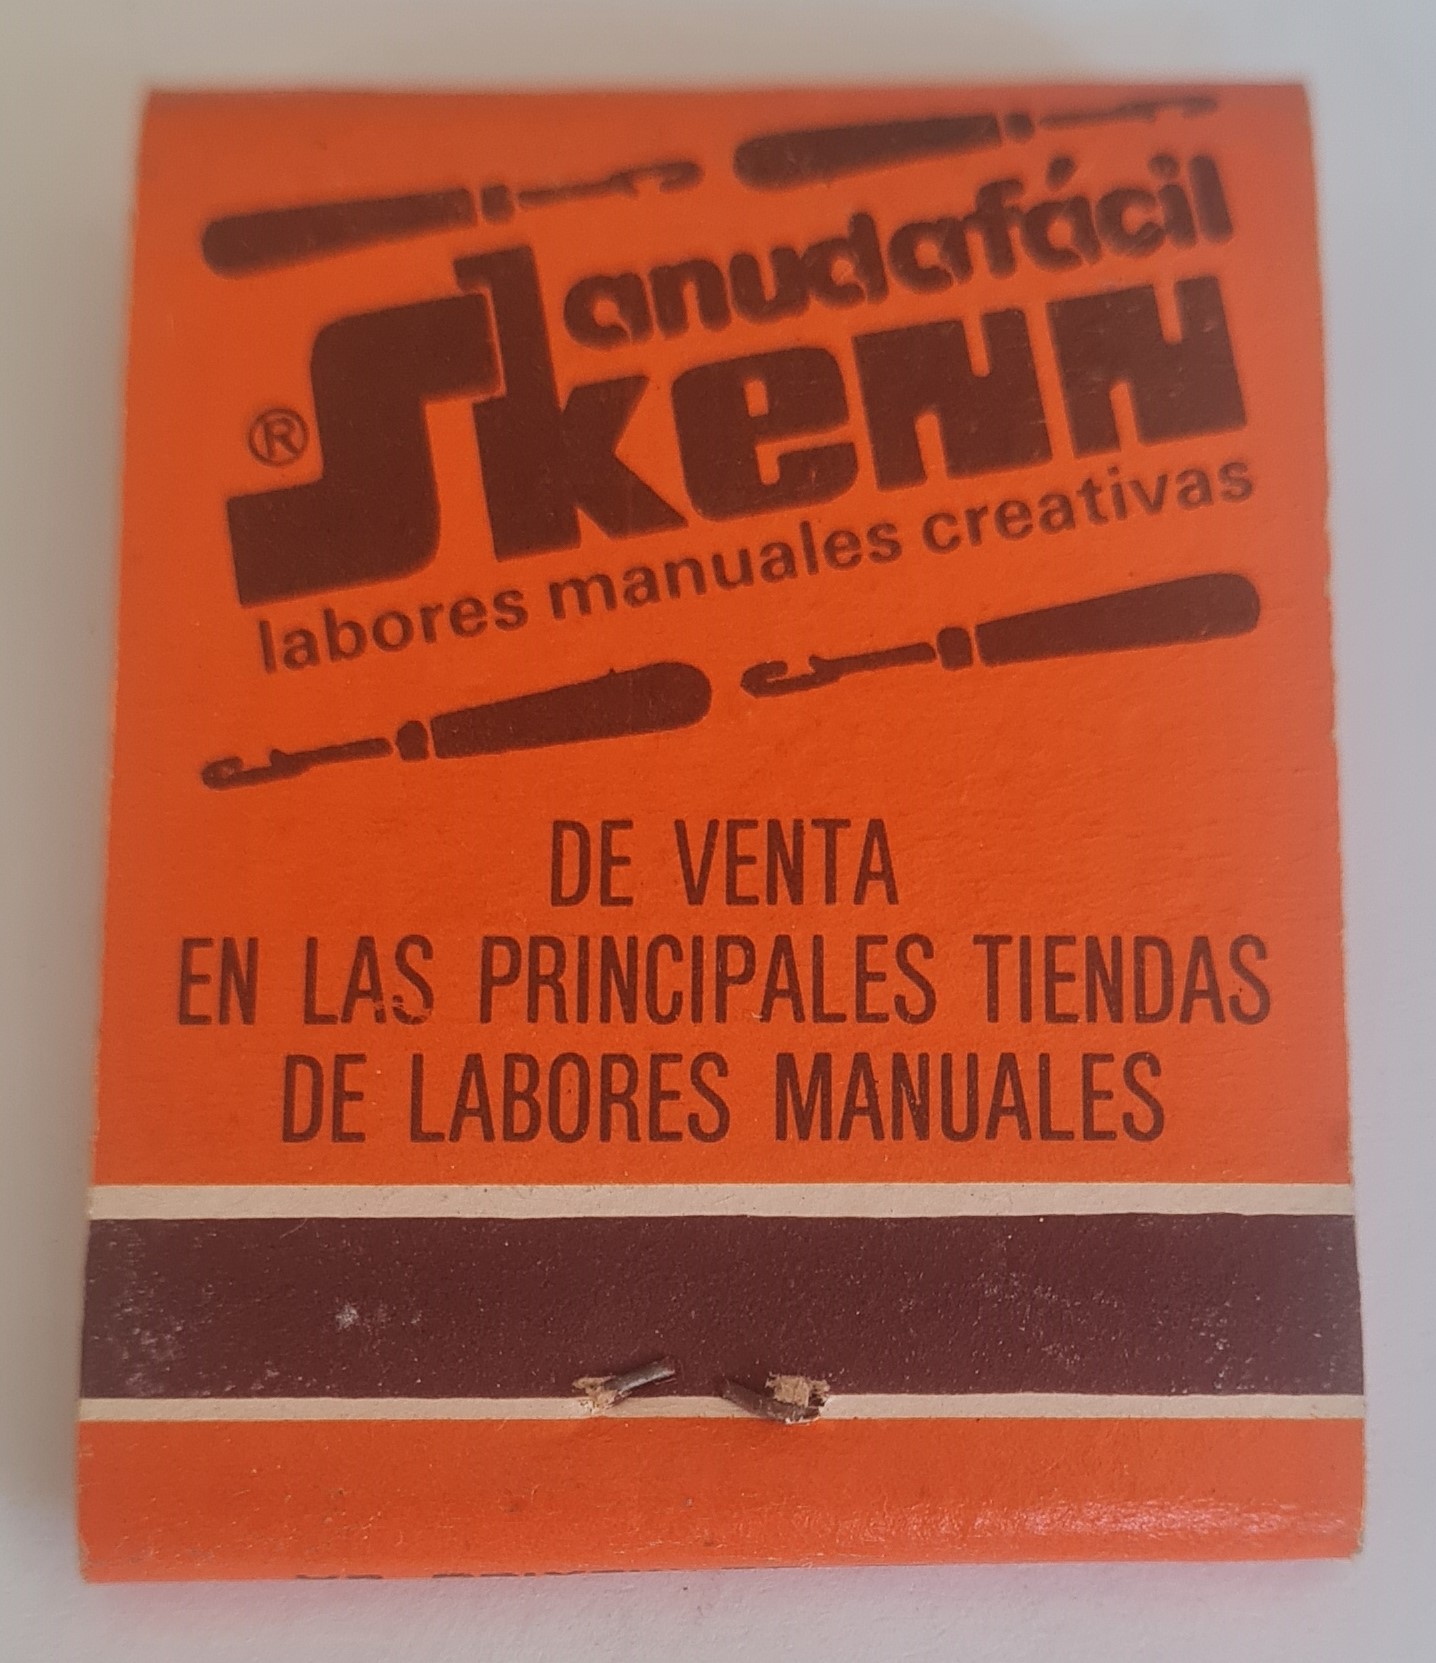 anudafácil
® Skenn
labores manuales creativas
DE VENTA
EN LAS PRINCIPALES TIENDAS
DE LABORES MANUALES